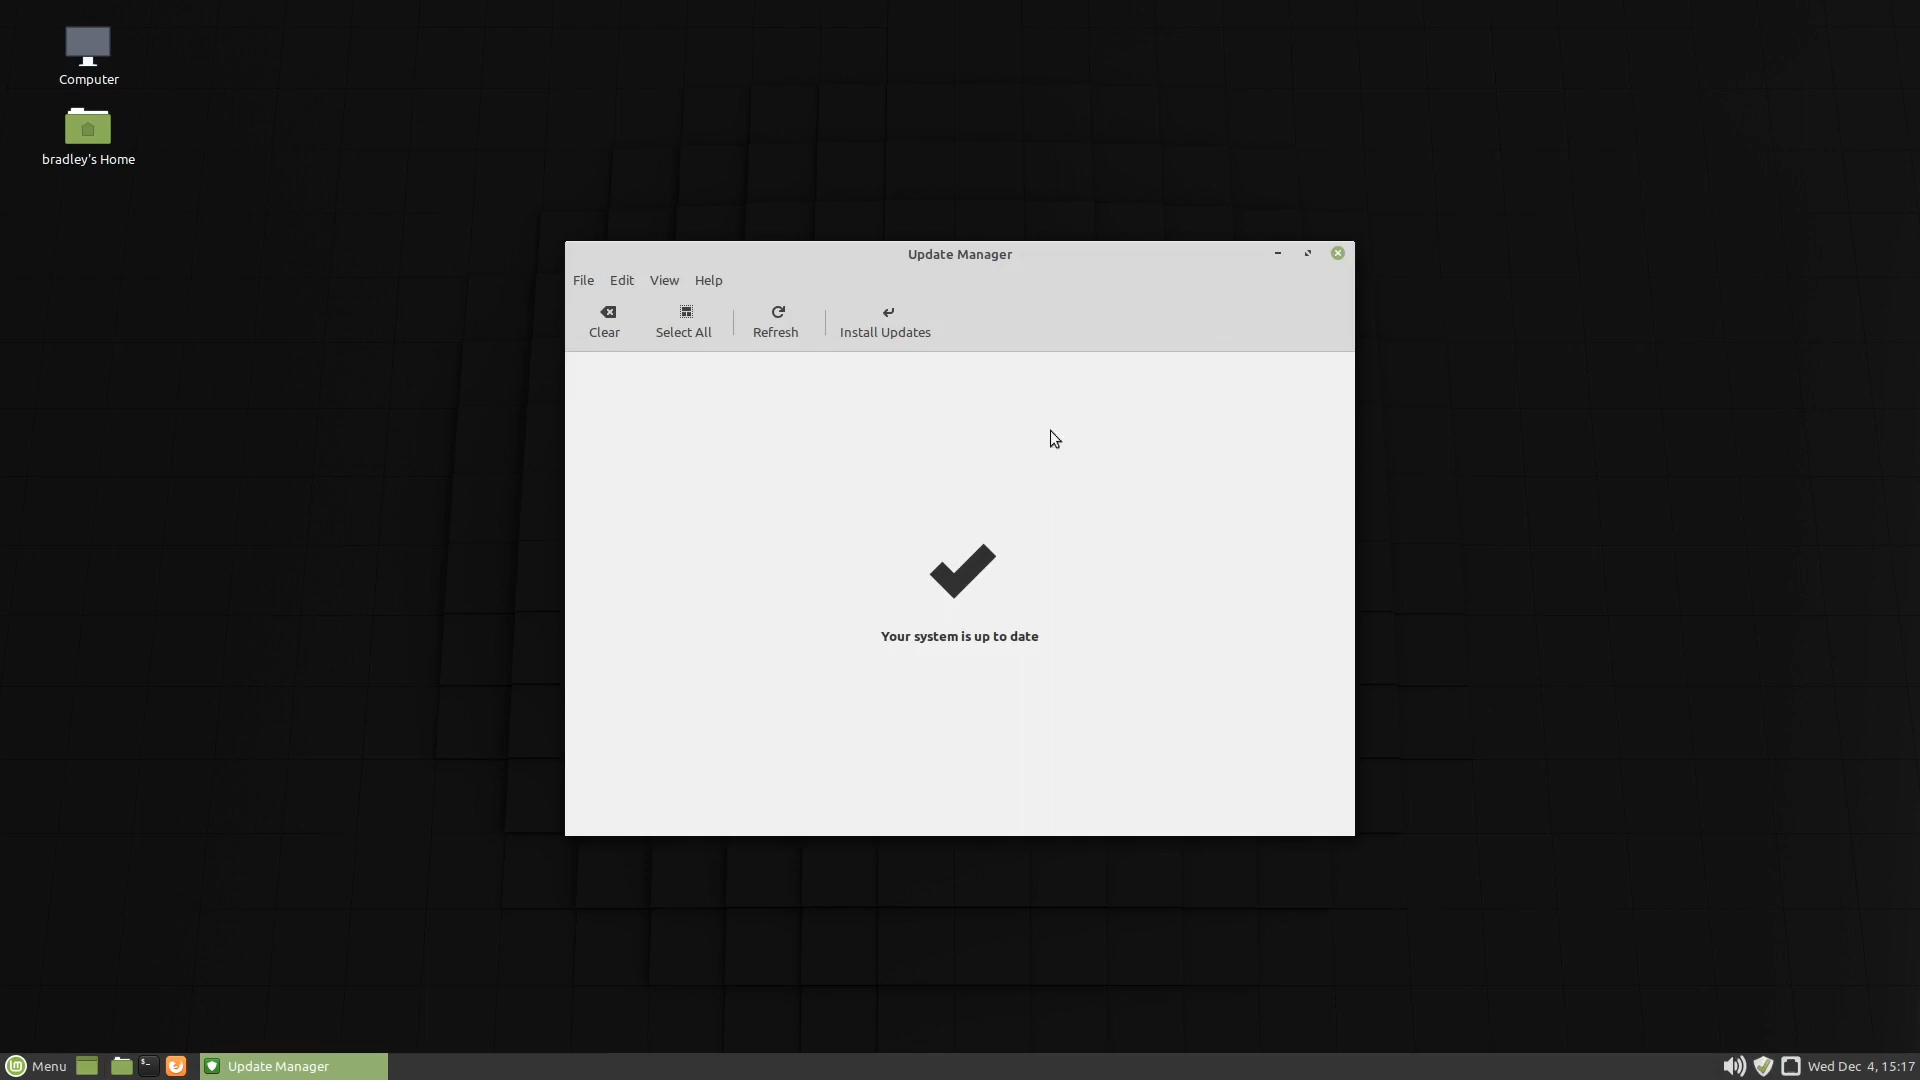 Computer
bradley's Home
Update Manager
File Edit View Help
Clear Select All Refresh Install Updates
Your system is up to date
Menu Update Manager Wed Dec 4, 15:17